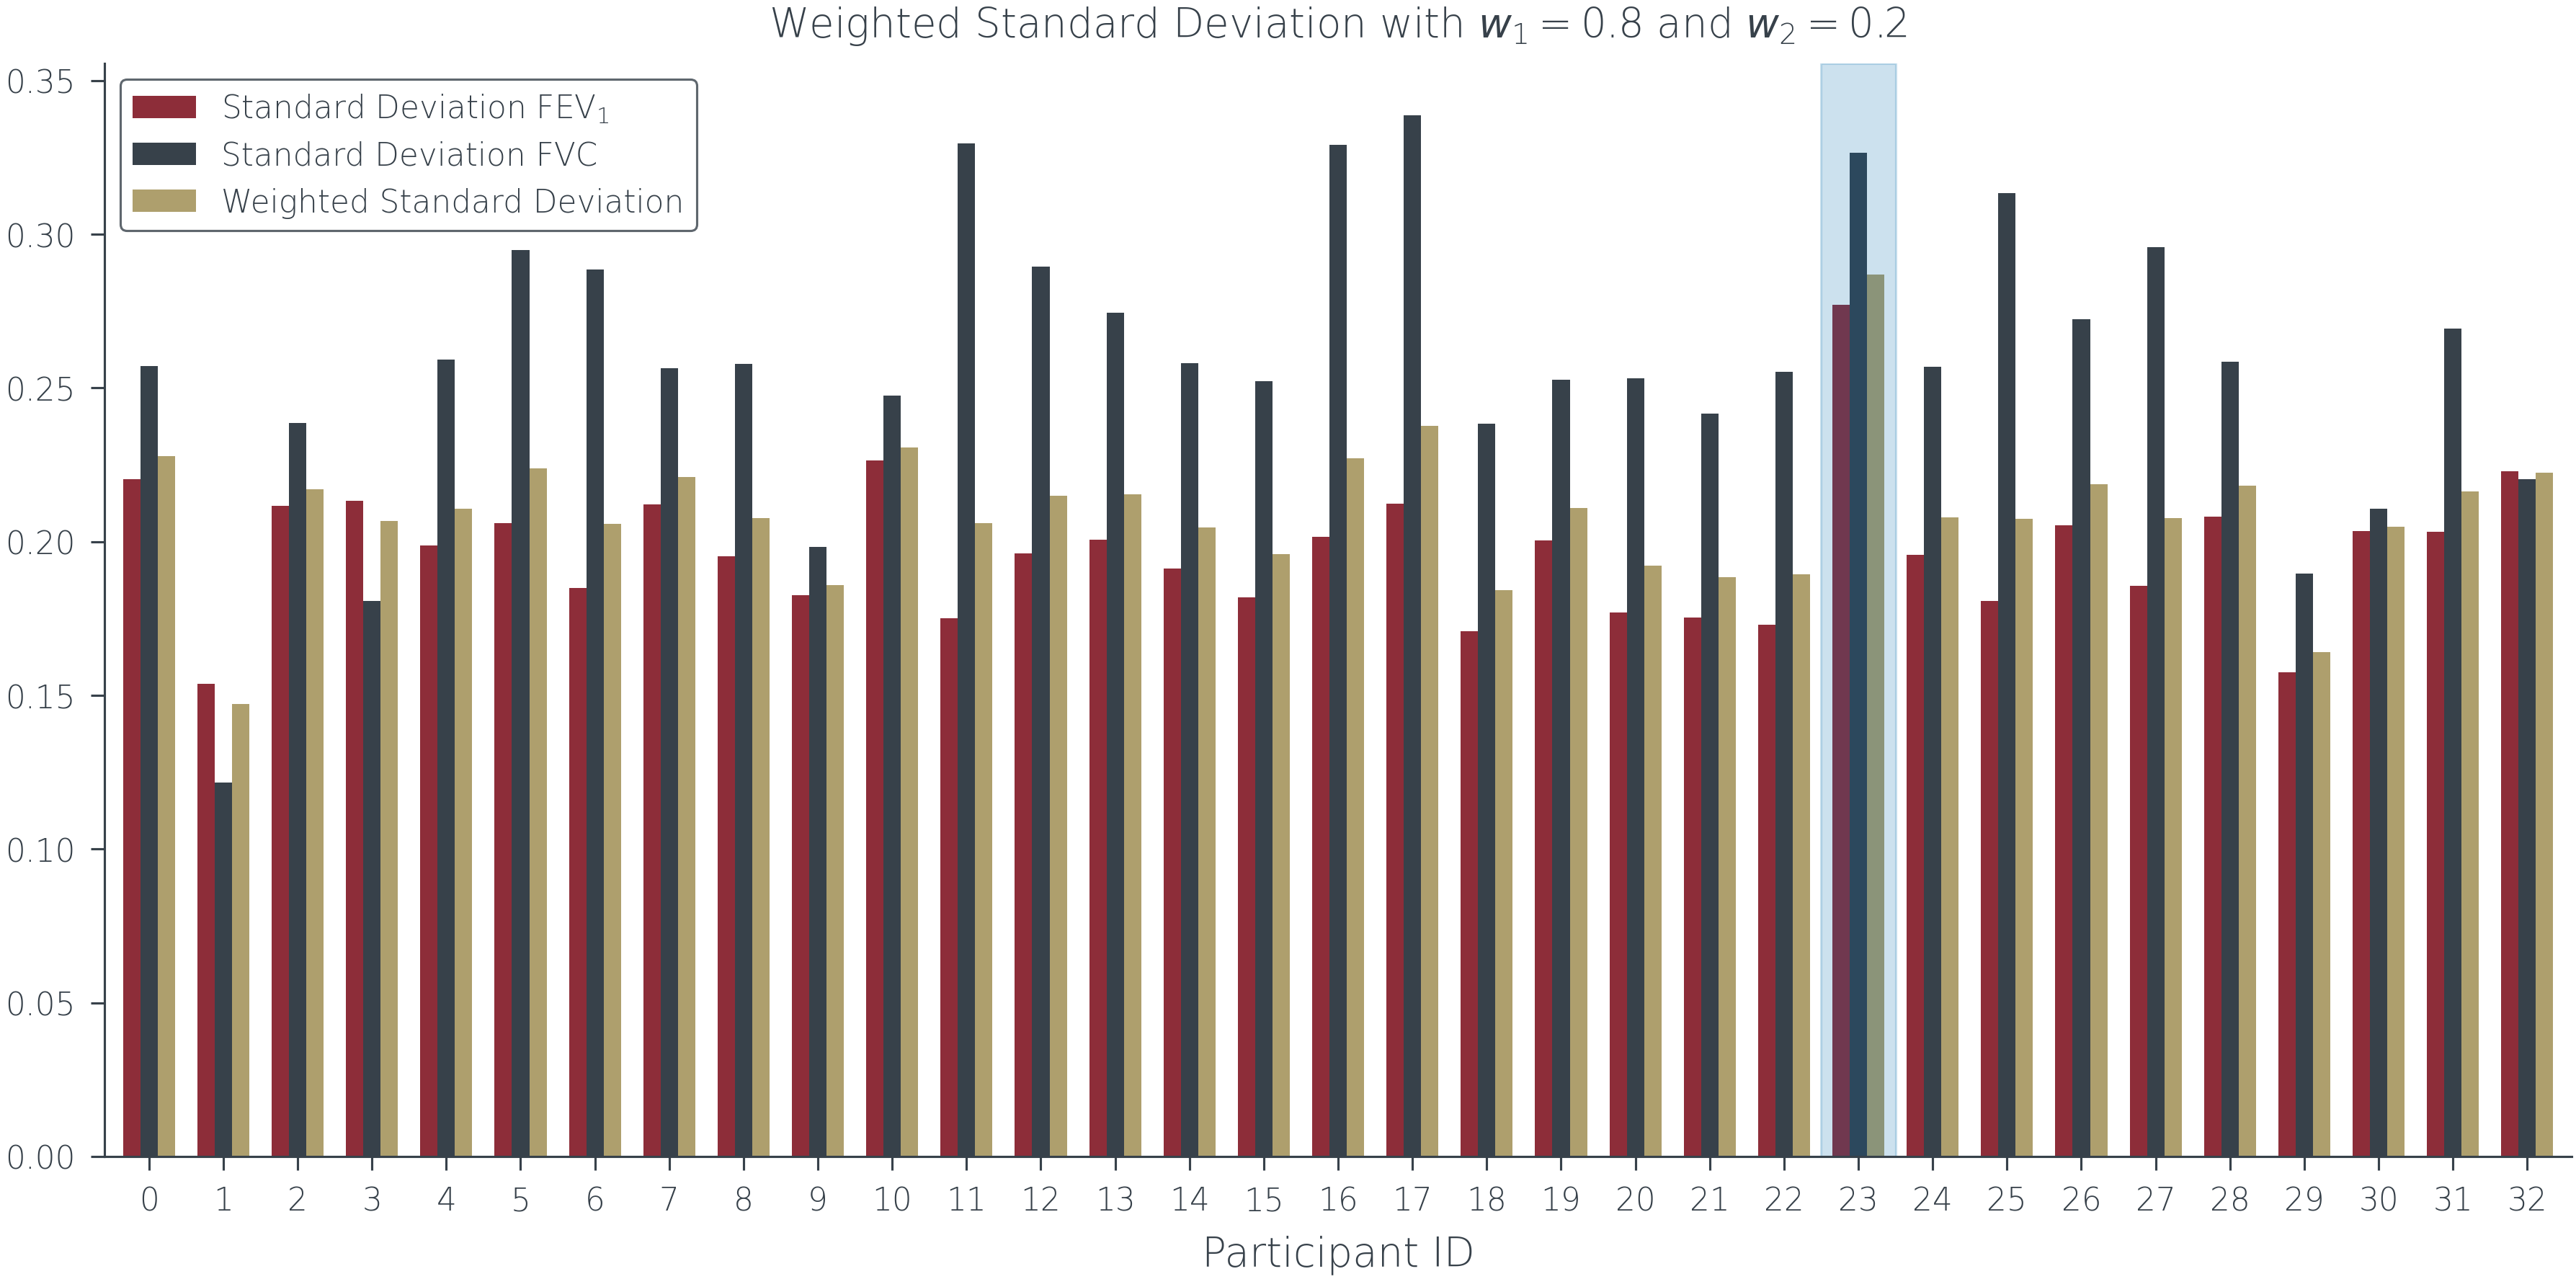 Weighted Standard Deviation with w₁ = 0.8 and w₂ = 0.2
0.35
0.30
0.25
0.20
0.15
0.10
0.05
0.00
Standard Deviation FEV₁
Standard Deviation FVC
Weighted Standard Deviation
0 1 2 3 4 5 6 7 8 9 10 11 12 13 14 15 16 17 18 19 20 21 22 23 24 25 26 27 28 29 30 31 32
Participant ID